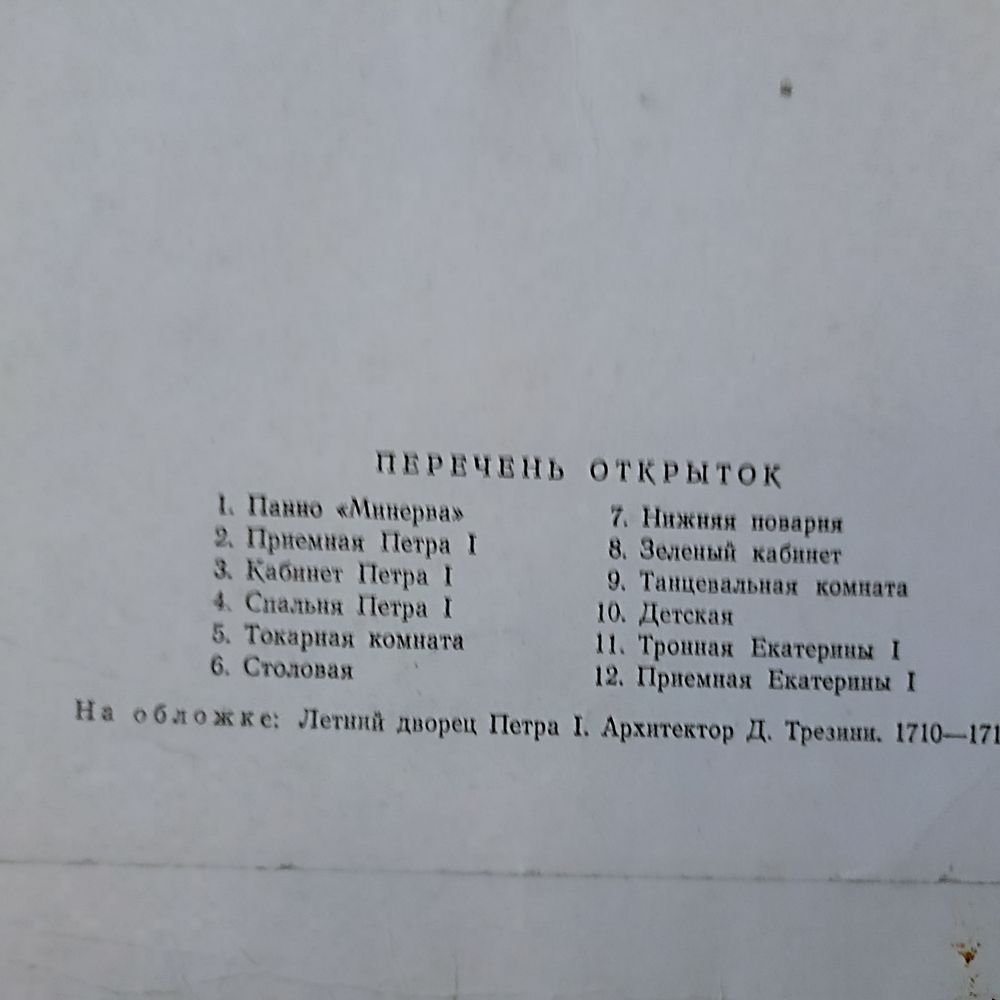 ПЕРЕЧЕНЬ ОТКРЫТОК
1. Панно «Минерва»
2. Приемная Петра I
3. Кабинет Петра I
4. Спальня Петра I
5. Токарная комната
6. Столовая
7. Нижняя поварня
8. Зеленый кабинет
9. Танцевальная комната
10. Детская
11. Тронная Екатерины I
12. Приемная Екатерины I
На обложке: Летний дворец Петра I. Архитектор Д. Трезини. 1710—171